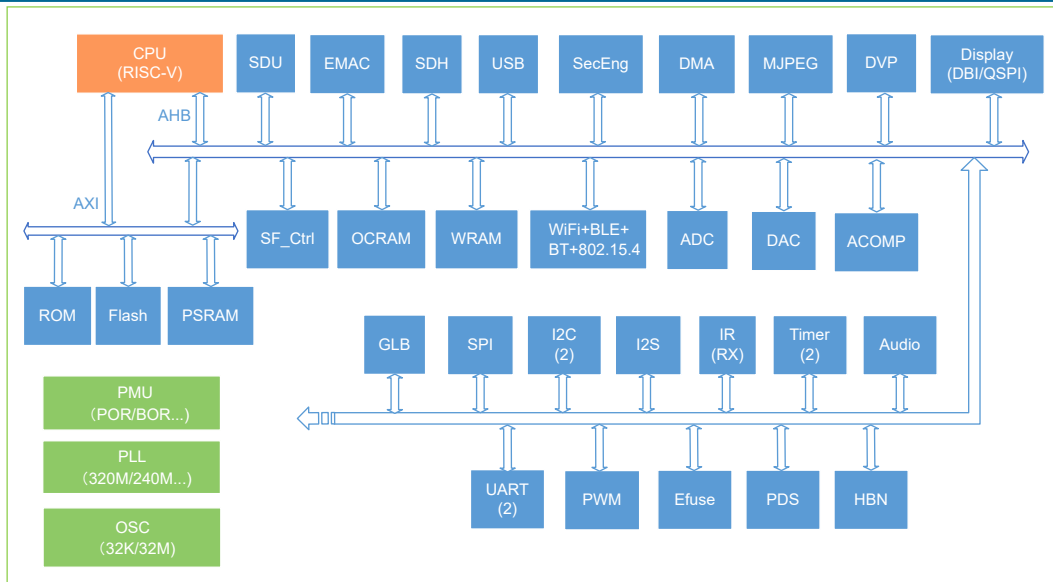 CPU
(RISC-V)
SDU
EMAC
SDH
USB
SecEng
DMA
MJPEG
DVP
Display
(DBI/QSPI)
AHB
AXI
SF_Ctrl
OCRAM
WRAM
WiFi+BLE+
BT+802.15.4
ADC
DAC
ACOMP
ROM
Flash
PSRAM
GLB
SPI
I2C
(2)
I2S
IR
(RX)
Timer
(2)
Audio
PMU
（POR/BOR...）
PLL
（320M/240M...）
OSC
（32K/32M)
UART
(2)
PWM
Efuse
PDS
HBN